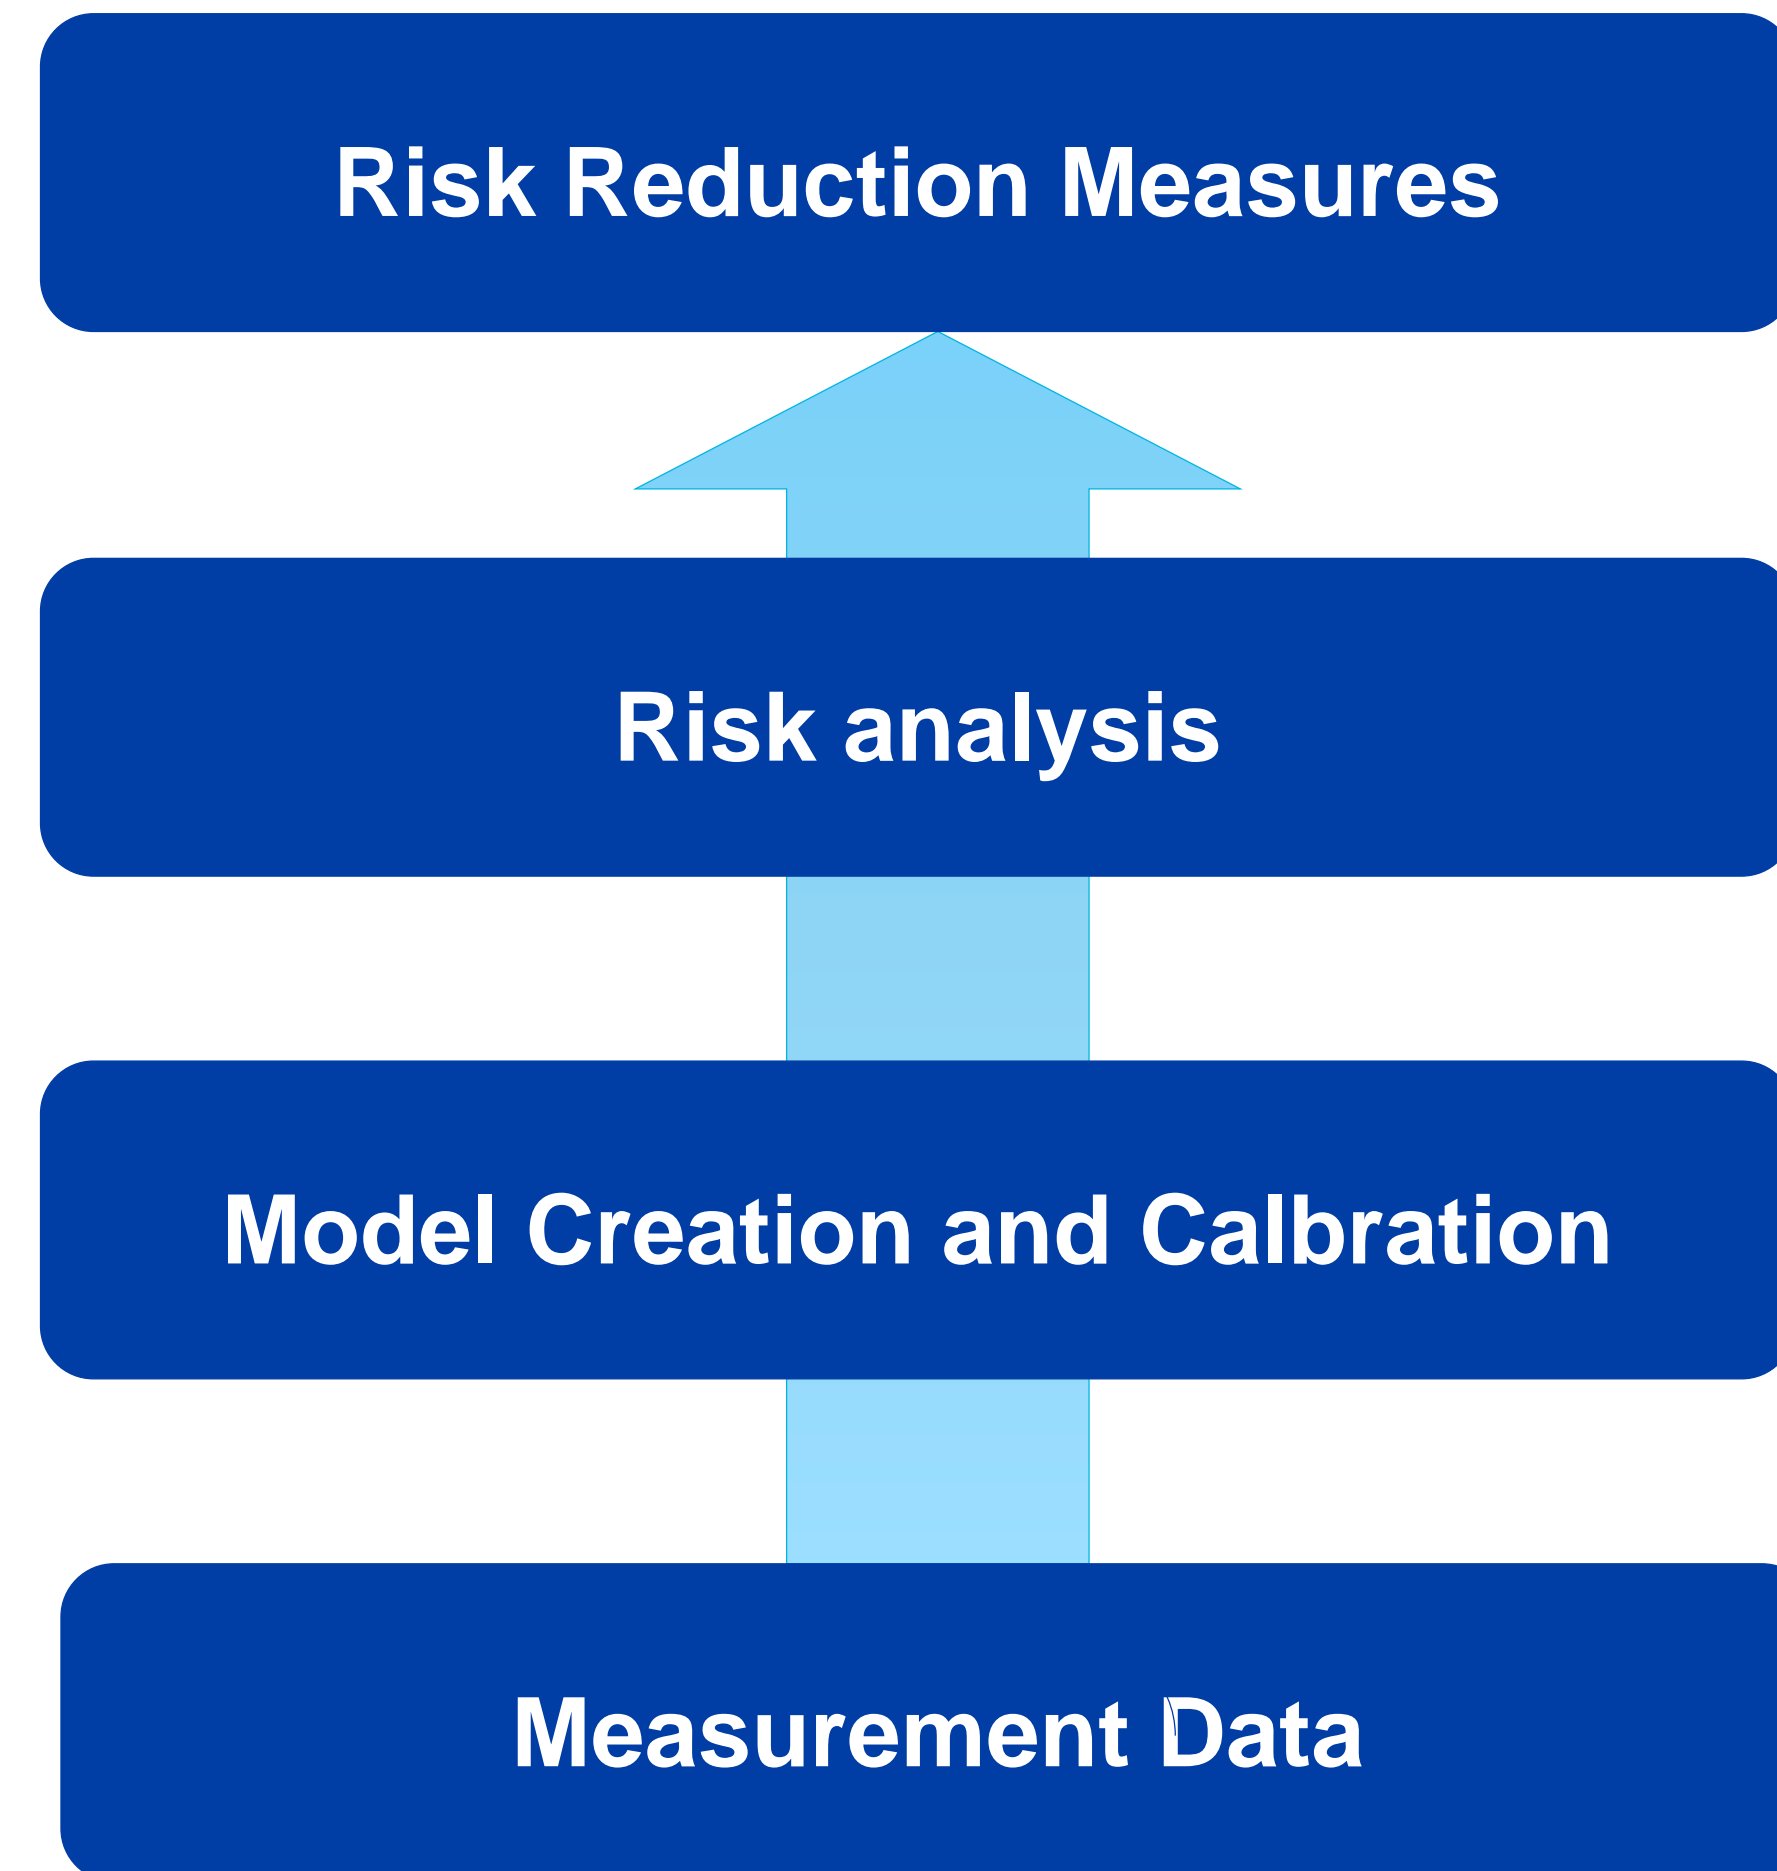 Risk Reduction Measures
Risk analysis
Model Creation and Calbration
Measurement Data